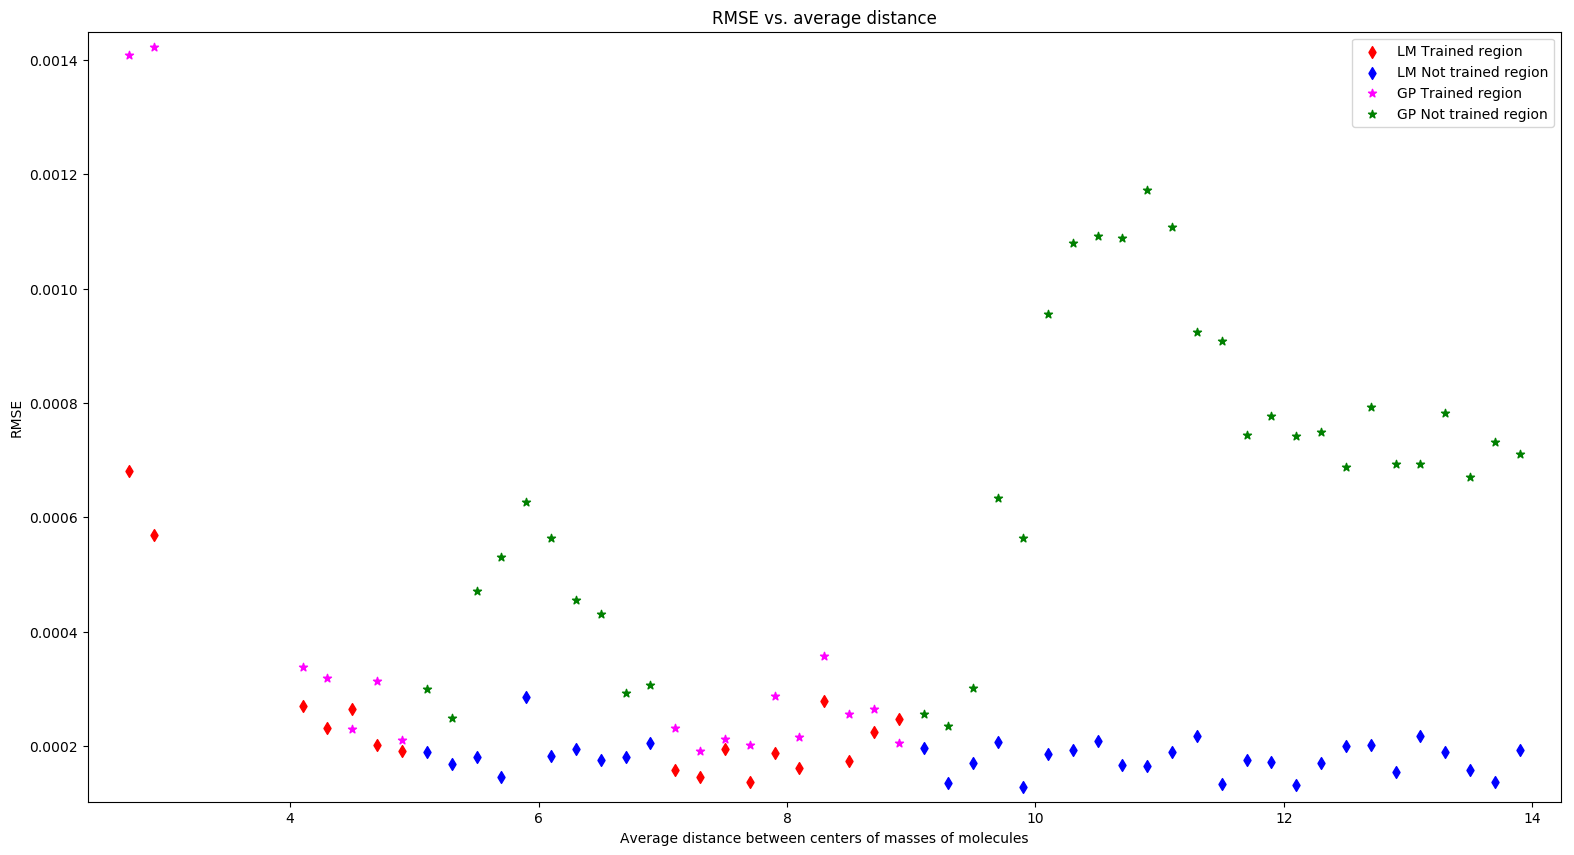 RMSE vs. average distance
LM Trained region
LM Not trained region
GP Trained region
GP Not trained region
RMSE
0.0014
0.0012
0.0010
0.0008
0.0006
0.0004
0.0002
4 6 8 10 12 14
Average distance between centers of masses of molecules